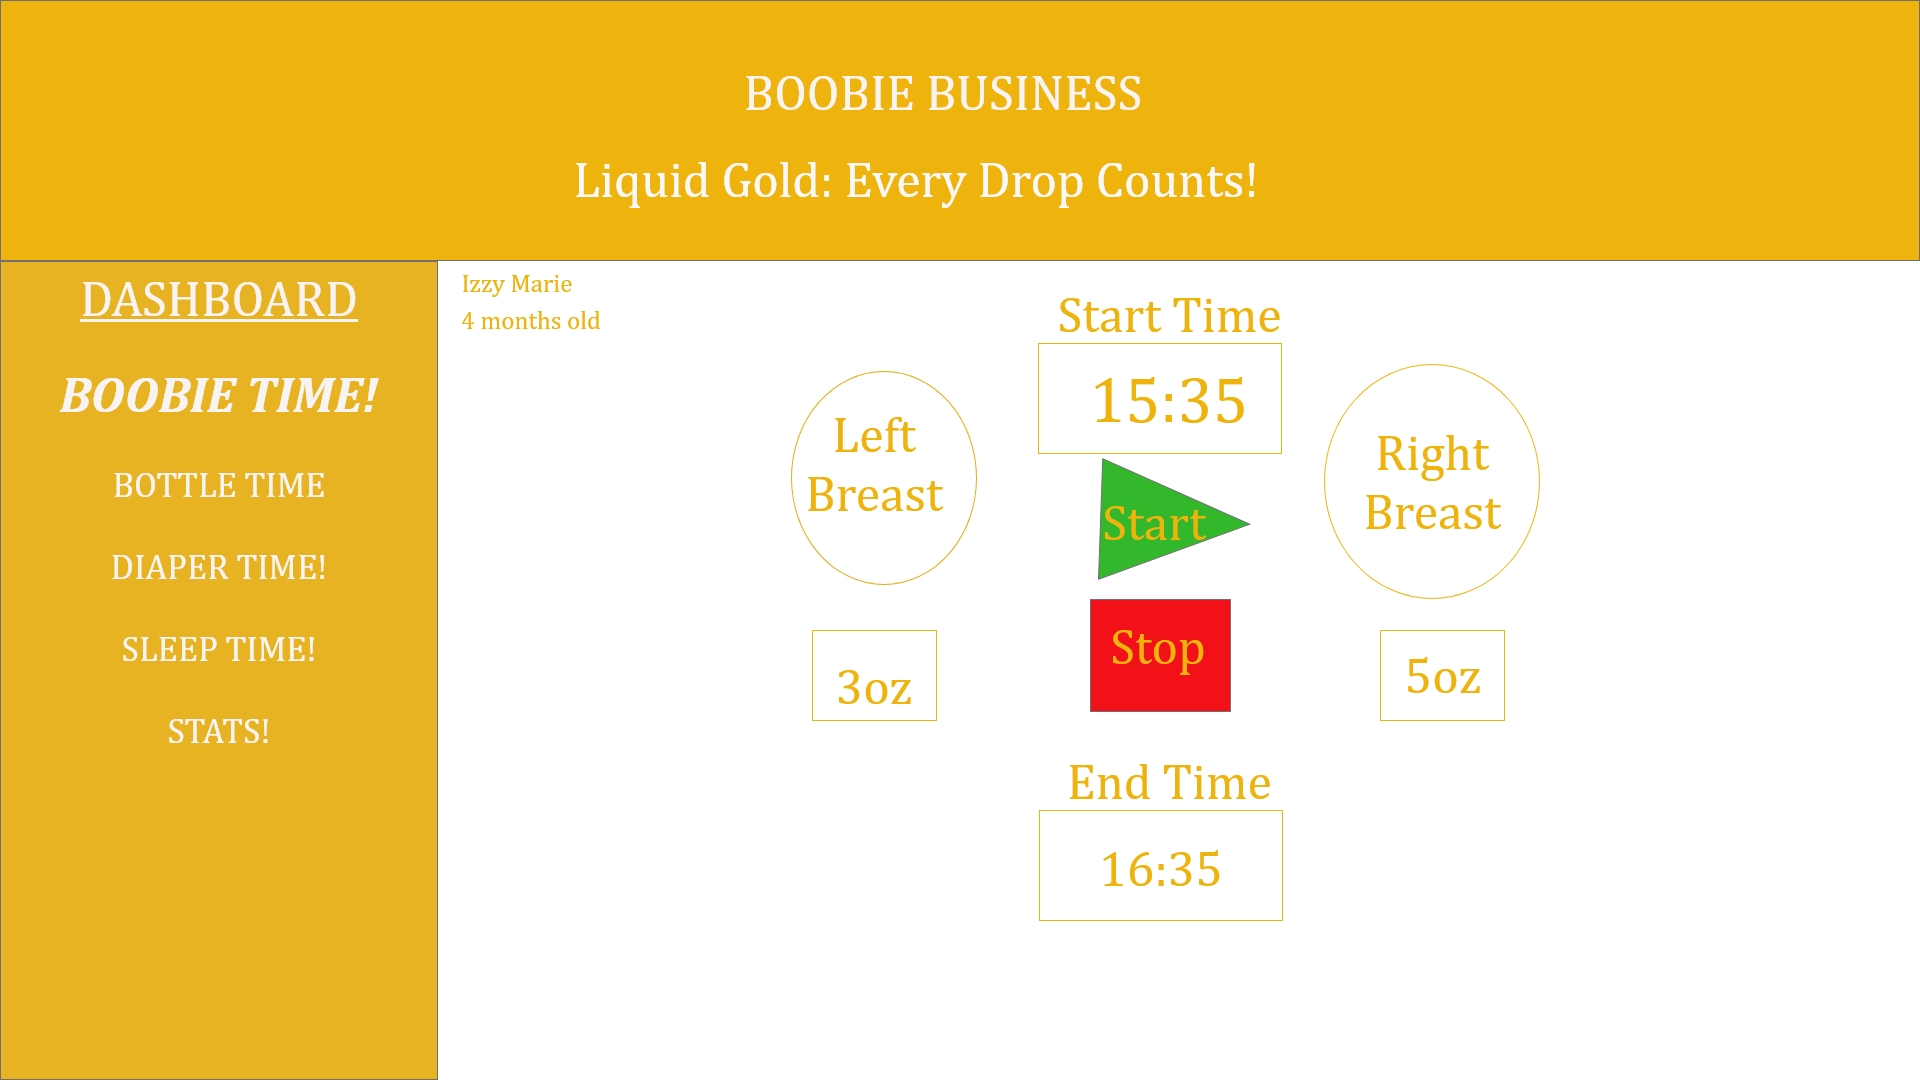 BOOBIE BUSINESS
Liquid Gold: Every Drop Counts!
DASHBOARD
BOOBIE TIME!
BOTTLE TIME
DIAPER TIME!
SLEEP TIME!
STATS!
Izzy Marie
4 months old
Start Time
15:35
Left
Breast
Right
Breast
Start
Stop
3oz
5oz
End Time
16:35